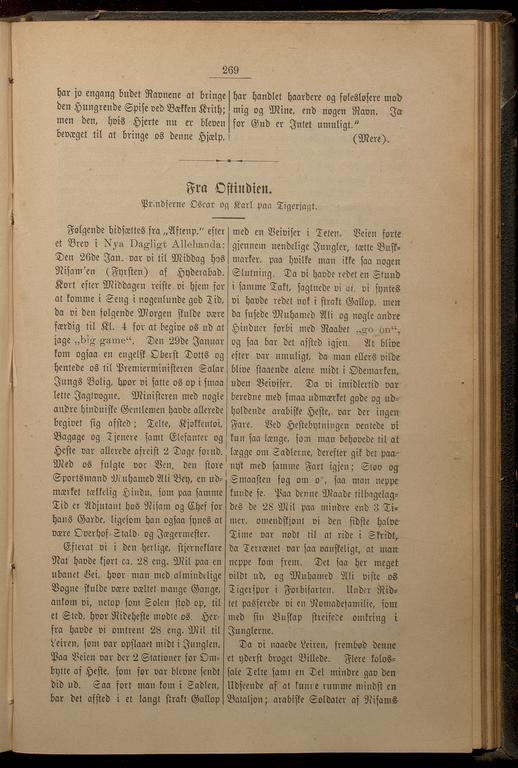 269
har jo engang budet Ravnene at bringe
den Hungrende Spise ved Bækken Krith;
men den, hvis Hjerte nu er bleven
bevæget til at bringe os denne Hjælp,
har handlet haardere og følesløsere mod
mig og Mine, end nogen Ravn. Ja
for Gud er Intet umuligt."
(Mere).
Fra Ostindien.
Prindserne Oscar og Karl paa Tigerjagt.
Følgende hidsættes fra „Aftenp." efter
et Brev i Nya Dagligt Allehanda:
Den 26de Jan. var vi til Middag hos
Nisam'en (Fyrsten) af Hyderabad.
Kort efter Middagen reiste vi hjem for
at komme i Seng i nogenlunde god Tid,
da vi den følgende Morgen skulde være
færdig til Kl. 4 for at begive os ud at
jage „big game". Den 29de Januar
kom ogsaa en engelsk Oberst Dotts og
hentede os til Premierministeren Salar
Jungs Bolig, hvor vi satte os op i smaa
lette Jagtvogne. Ministeren med nogle
andre hinduiske Gentlemen havde allerede
begivet sig afsted; Telte, Kjøkkentøi,
Bagage og Tjenere samt Elefanter og
Heste var allerede afreist 2 Dage forud.
Med os fulgte vor Ven, den store
Sportsmand Muhamed Ali Bey, en ud-
mærket tækkelig Hindu, som paa samme
Tid er Adjutant hos Nisam og Chef for
hans Garde, ligesom han ogsaa synes at
være Overhof-Stald- og Jægermester.
Efterat vi i den herlige, stjerneklare
Nat havde kjørt ca. 28 eng. Mil paa en
ubanet Vei, hvor man med almindelige
Vogne skulde være væltet mange Gange,
ankom vi, netop som Solen stod op, til
et Sted, hvor Rideheste mødte os. Her-
fra havde vi omtrent 28 eng. Mil til
Leiren, som var opslaaet midt i Junglen.
Paa Veien var der 2 Stationer for Om-
bytte af Heste, som før var blevne sendt
did ud. Saa fort man kom i Sadlen,
bar det afsted i et langt strakt Gallop
med en Veiviser i Teten. Veien førte
gjennem uendelige Jungler, tætte Busk-
marker, paa hvilke man ikke saa nogen
Slutning. Da vi havde redet en Stund
i samme Takt, sagtnede vi af, vi syntes
vi havde redet nok i strakt Gallop, men
da susede Muhamed Ali og nogle andre
Hinduer forbi med Raabet „go on",
og saa bar det afsted igjen. At blive
efter var umuligt, da man ellers vilde
blive staaende alene midt i Ødemarken,
uden Veiviser. Da vi imidlertid var
beredne med smaa udmærket gode og ud-
holdende arabiske Heste, var der ingen
Fare. Ved Hestebytningen ventede vi
kun saa længe, som man behøvede til at
lægge om Sadlerne, derefter gik det paa-
nyt med samme Fart igjen; Støv og
Smaasten fog om os, saa man neppe
kunde se. Paa denne Maade tilbagelag-
des de 28 Mil paa mindre end 3 Ti-
mer, omendskjønt vi den sidste halve
Time var nødt til at ride i Skridt,
da Terrænet var saa vanskeligt, at man
neppe kom frem. Det saa her meget
vildt ud, og Muhamed Ali viste os
Tigerspor i Forbifarten. Under Rid-
tet passerede vi en Nomadefamilie, som
med sin Buskap streifede omkring i
Junglerne.
Da vi naaede Leiren, frembød denne
et yderst broget Billede. Flere kolos-
sale Telte samt en Del mindre gav den
Udseende af at kunne rumme mindst en
Bataljon; arabiske Soldater af Nisams